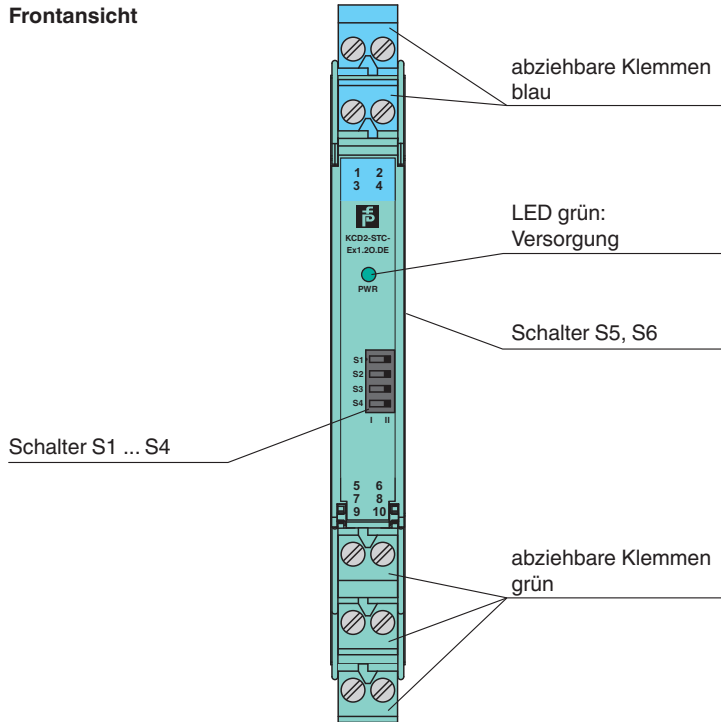 Frontansicht
abziehbare Klemmen
blau
1 2
3 4
KCD2-STC-
Ex1.2O.DE
LED grün:
Versorgung
PWR
Schalter S5, S6
S1
S2
S3
S4
I II
Schalter S1 ... S4
5 6
7 8
9 10
abziehbare Klemmen
grün